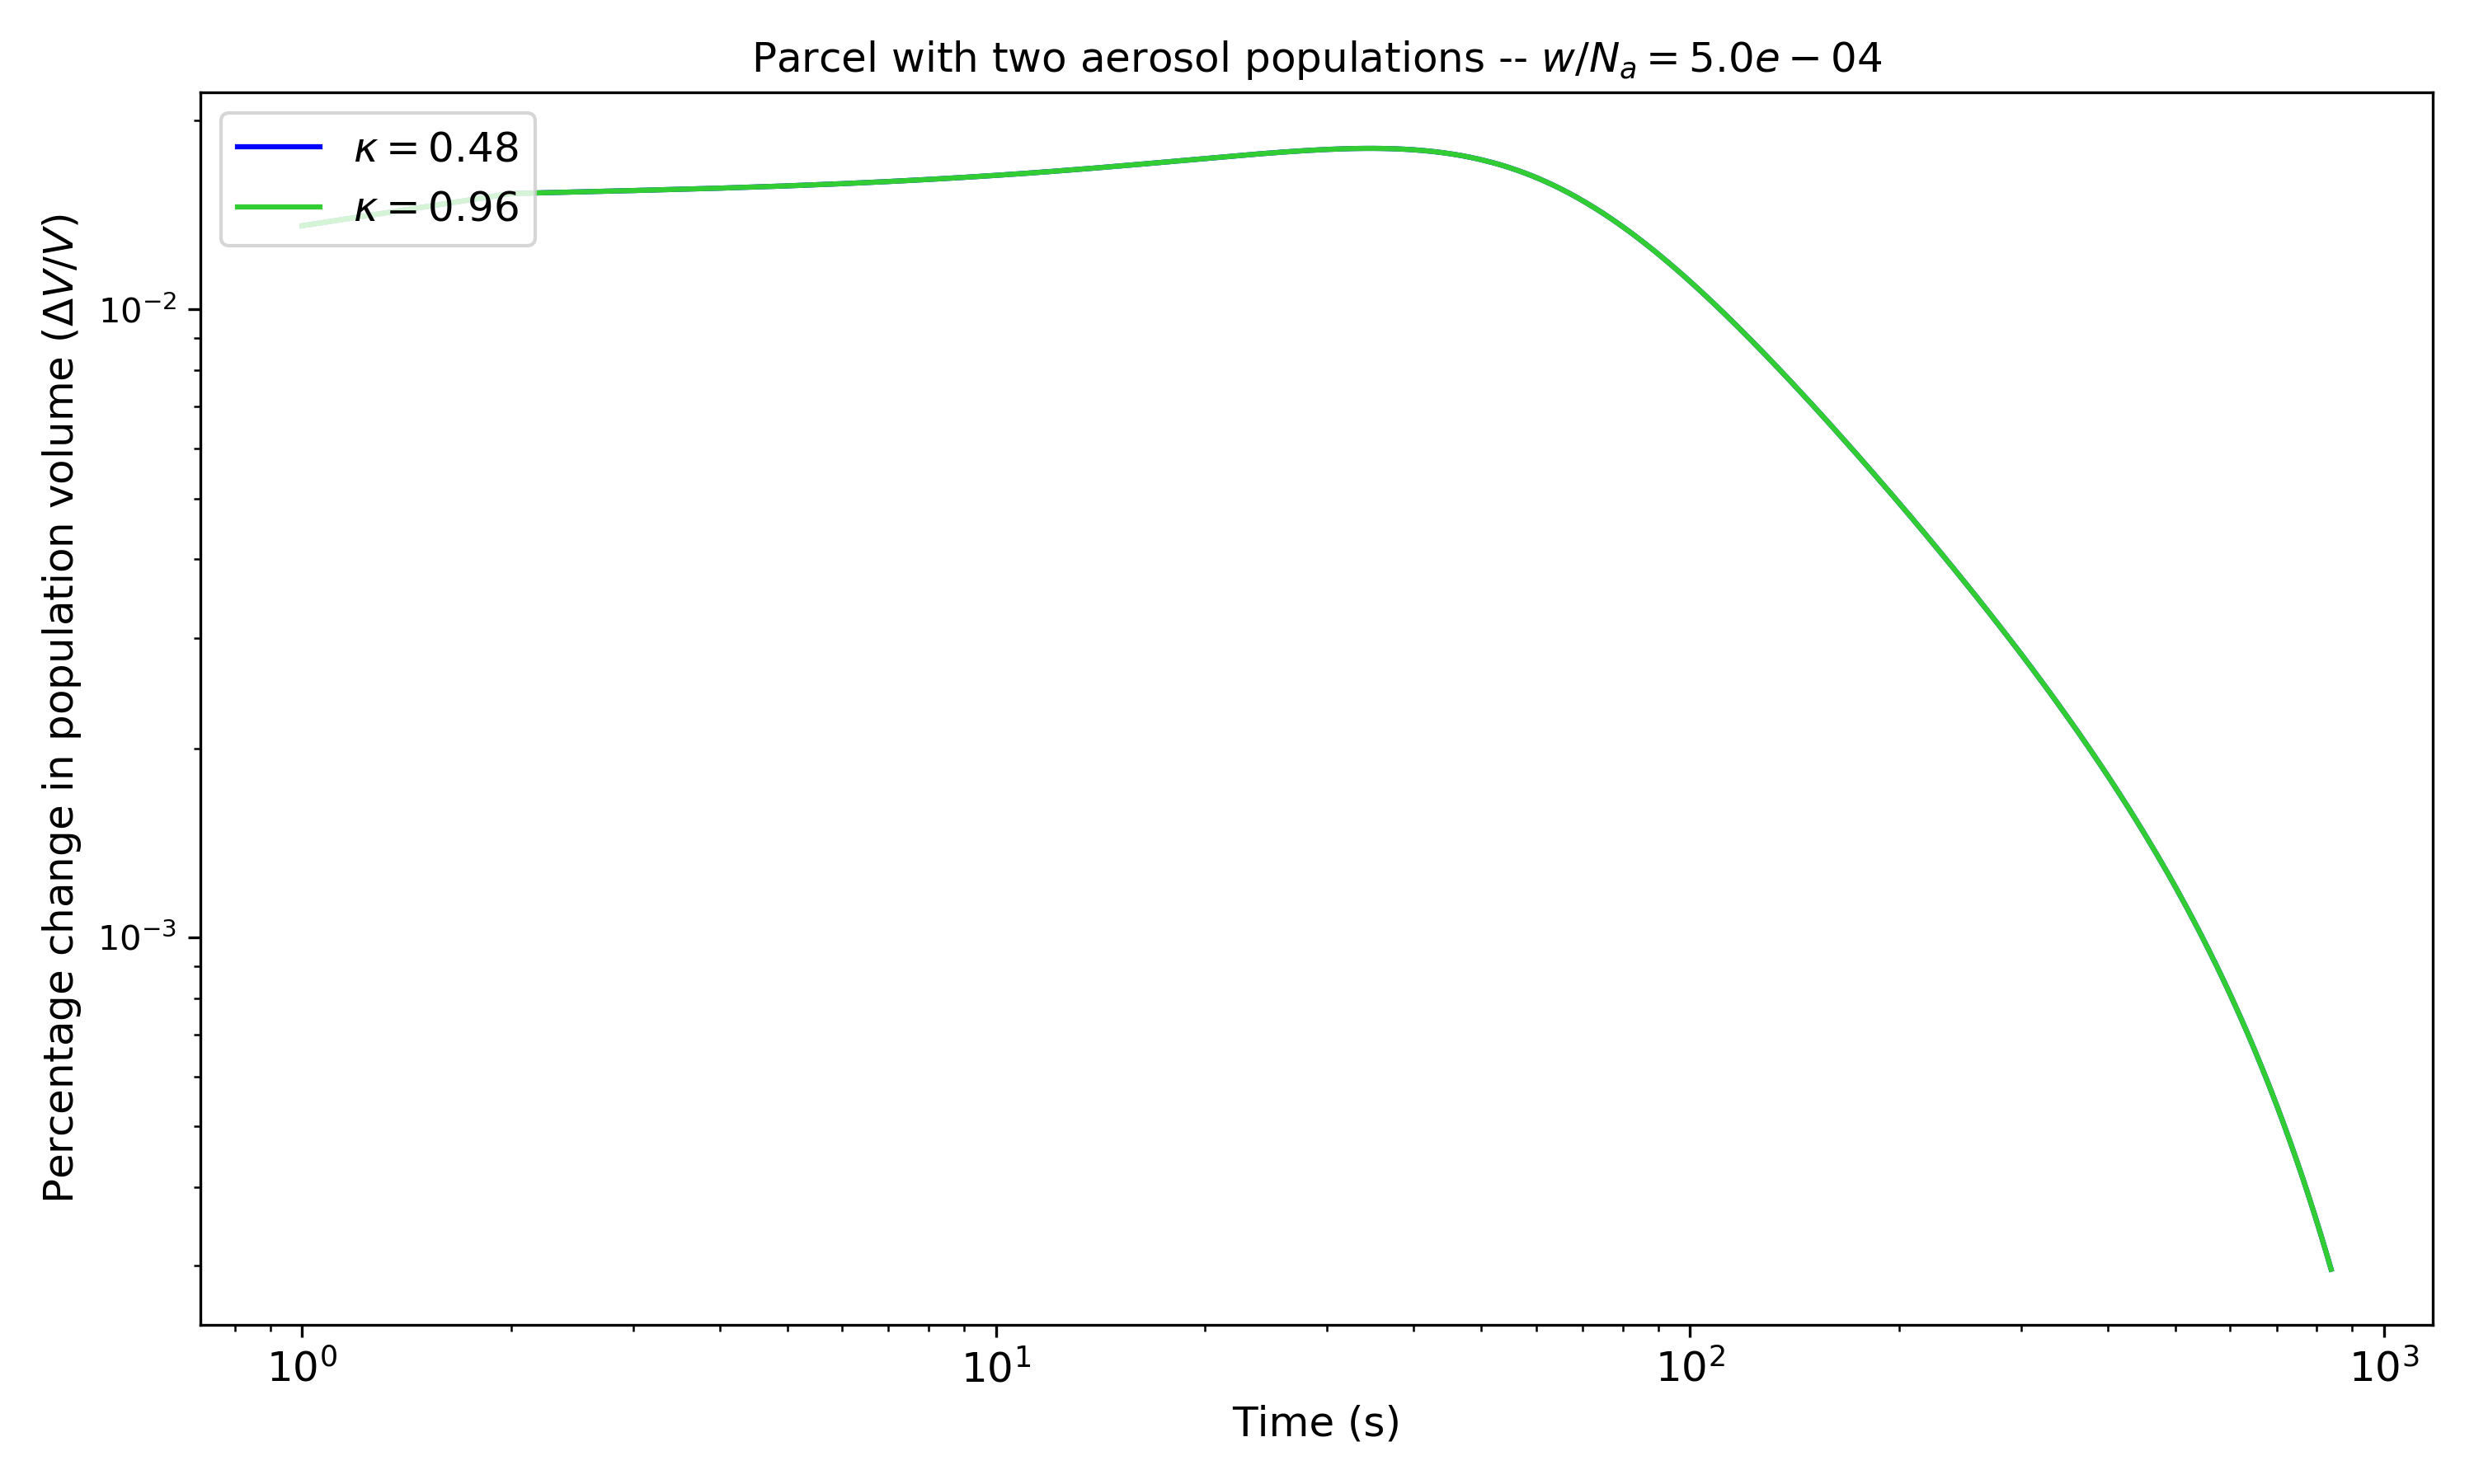 Parcel with two aerosol populations -- w/Nₐ = 5.0e − 04
κ = 0.48
κ = 0.96
Percentage change in population volume (ΔV/V)
10⁻²
10⁻³
10⁰ 10¹ 10² 10³
Time (s)